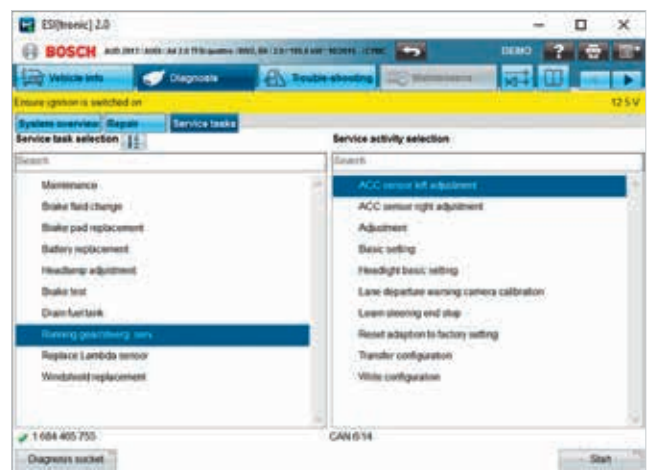 ESI[tronic] 2.0
BOSCH DEMO
Vehicle info Diagnosis Trouble-shooting Maintenance
Ensure ignition is switched on 12.5 V
System overview Repair Service tasks
Service task selection Service activity selection
Search Search
Maintenance ACC sensor left adjustment
Brake fluid change ACC sensor right adjustment
Brake pad replacement Adjustment
Battery replacement Basic setting
Headlamp adjustment Headlight basic setting
Brake test Lane departure warning camera calibration
Drain fuel tank Learn steering end stop
Running gear/steerg. serv. Reset adaption to factory setting
Replace Lambda sensor Transfer configuration
Windshield replacement Write configuration
1 684 465 755 CAN 6/14
Diagnosis socket Start